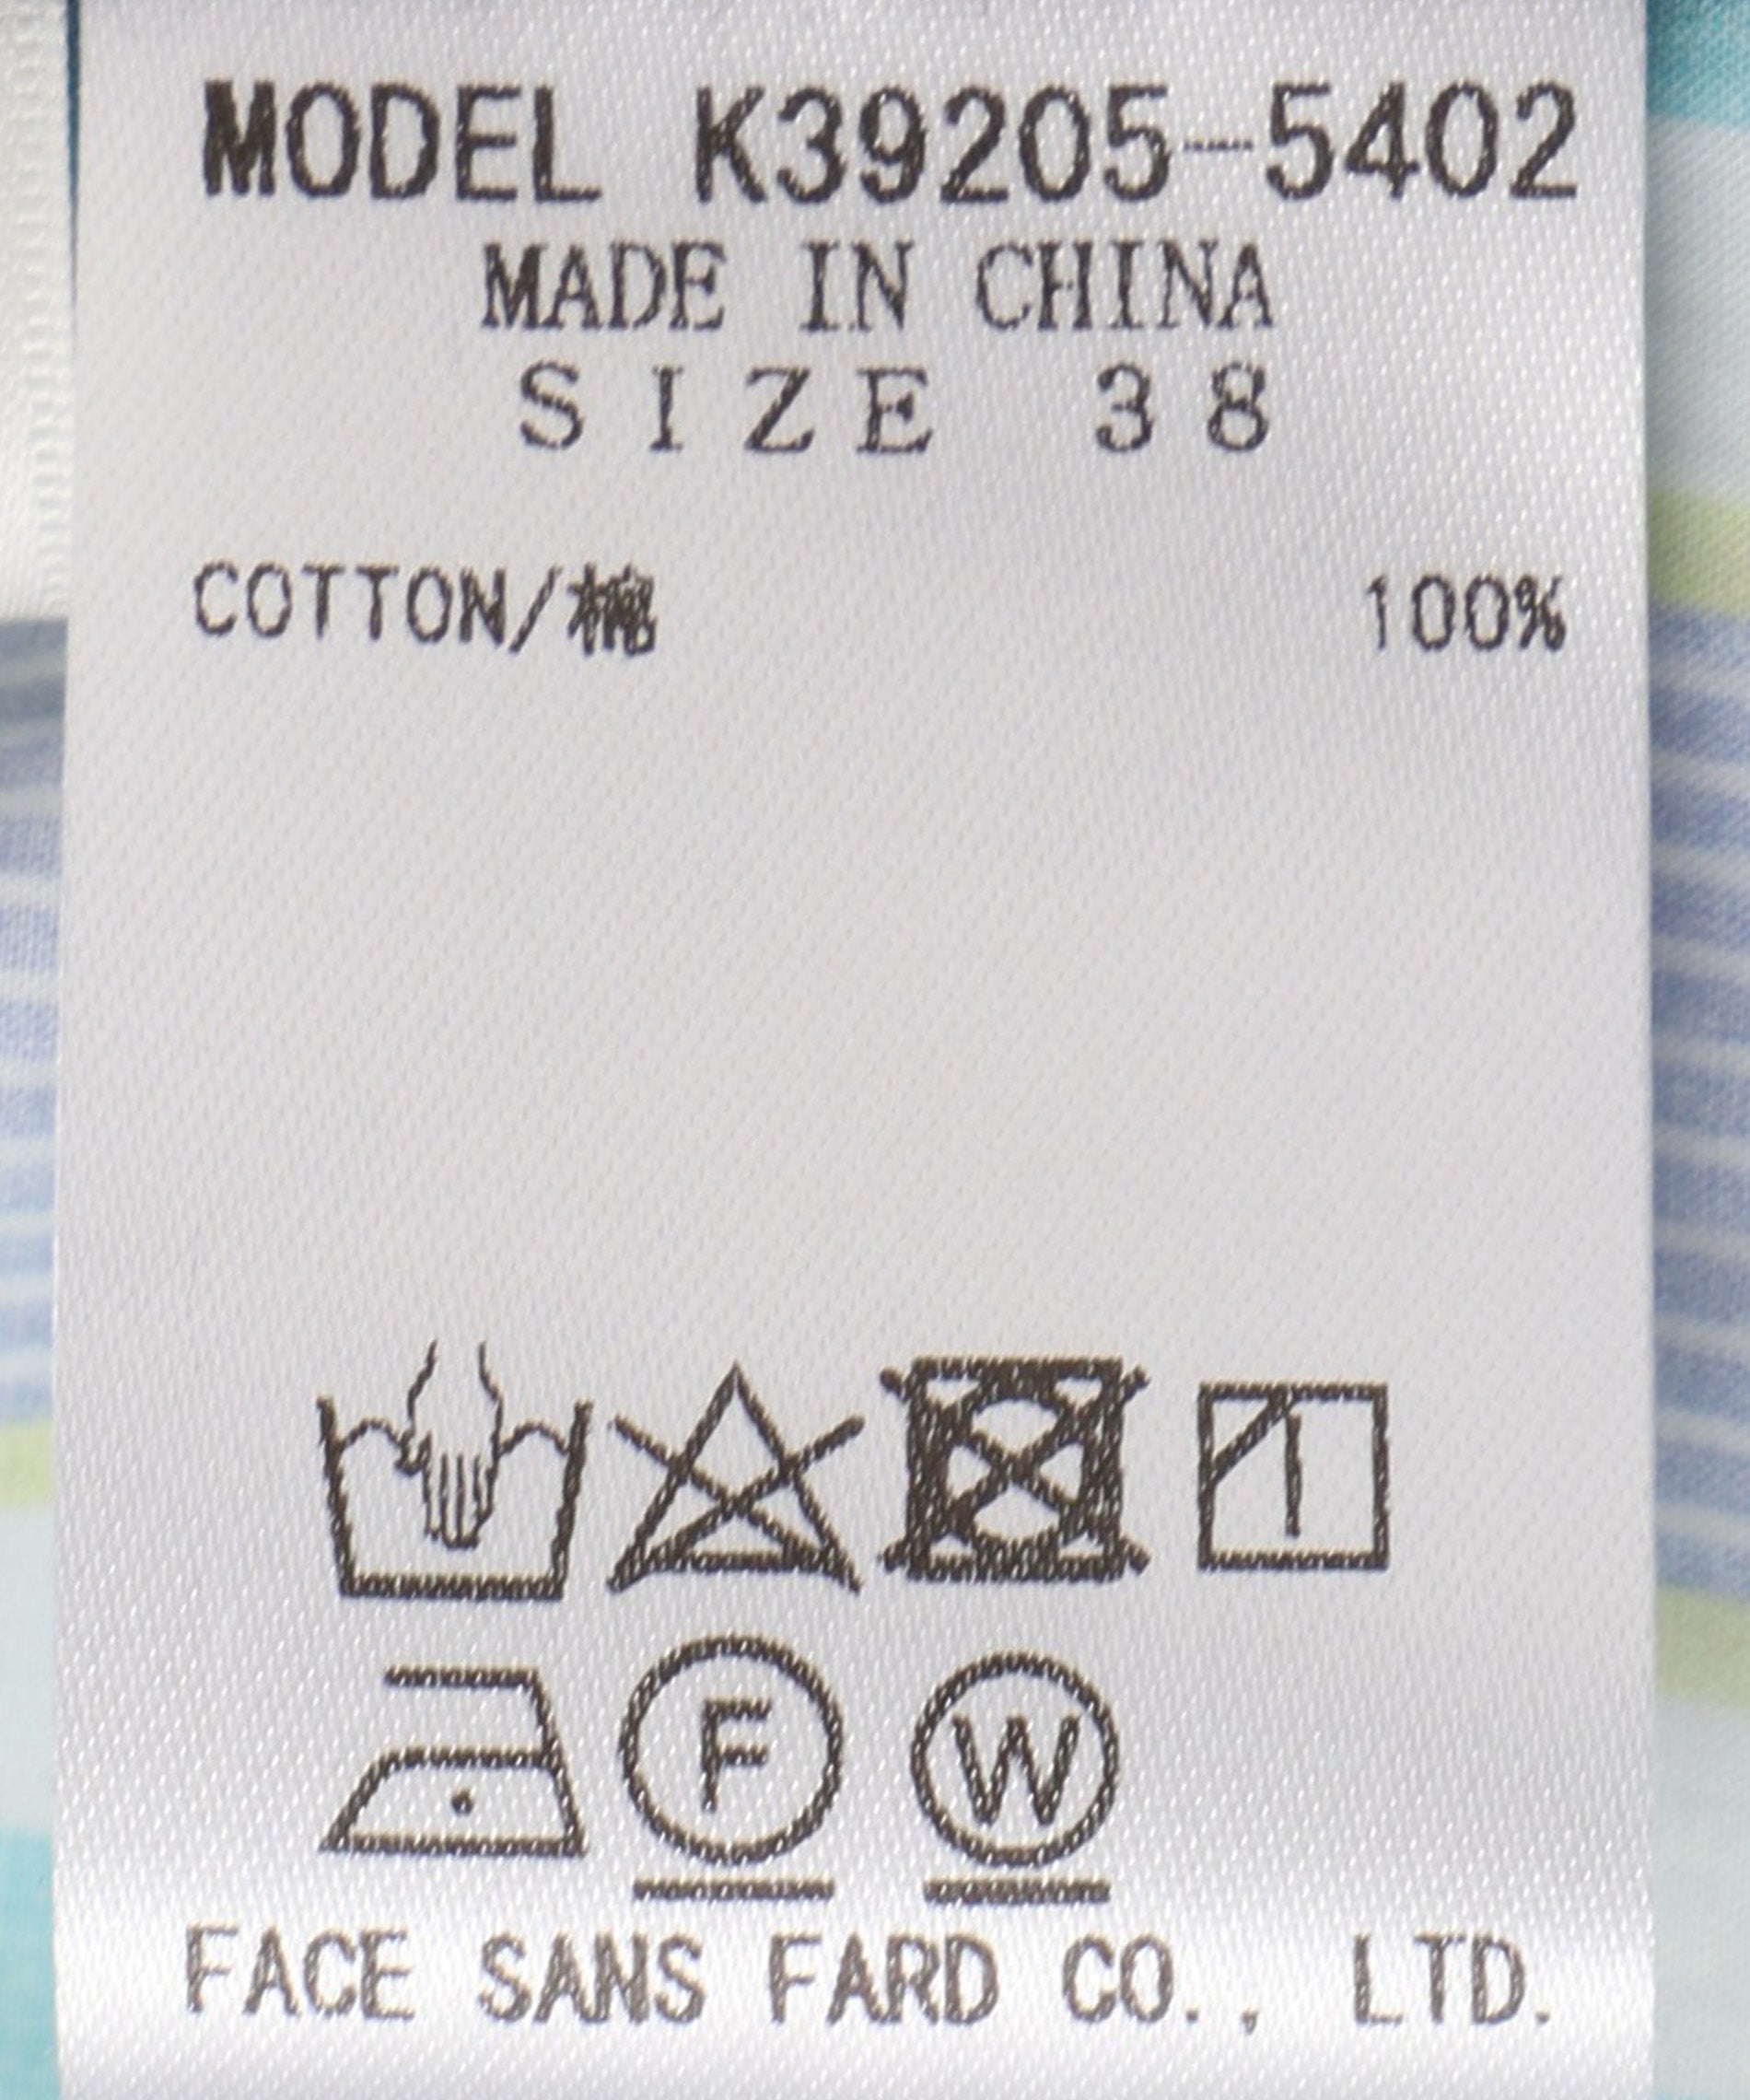 MODEL K39205-5402
MADE IN CHINA
SIZE 38
COTTON/棉 100%
F W
FACE SANS FARD CO., LTD.